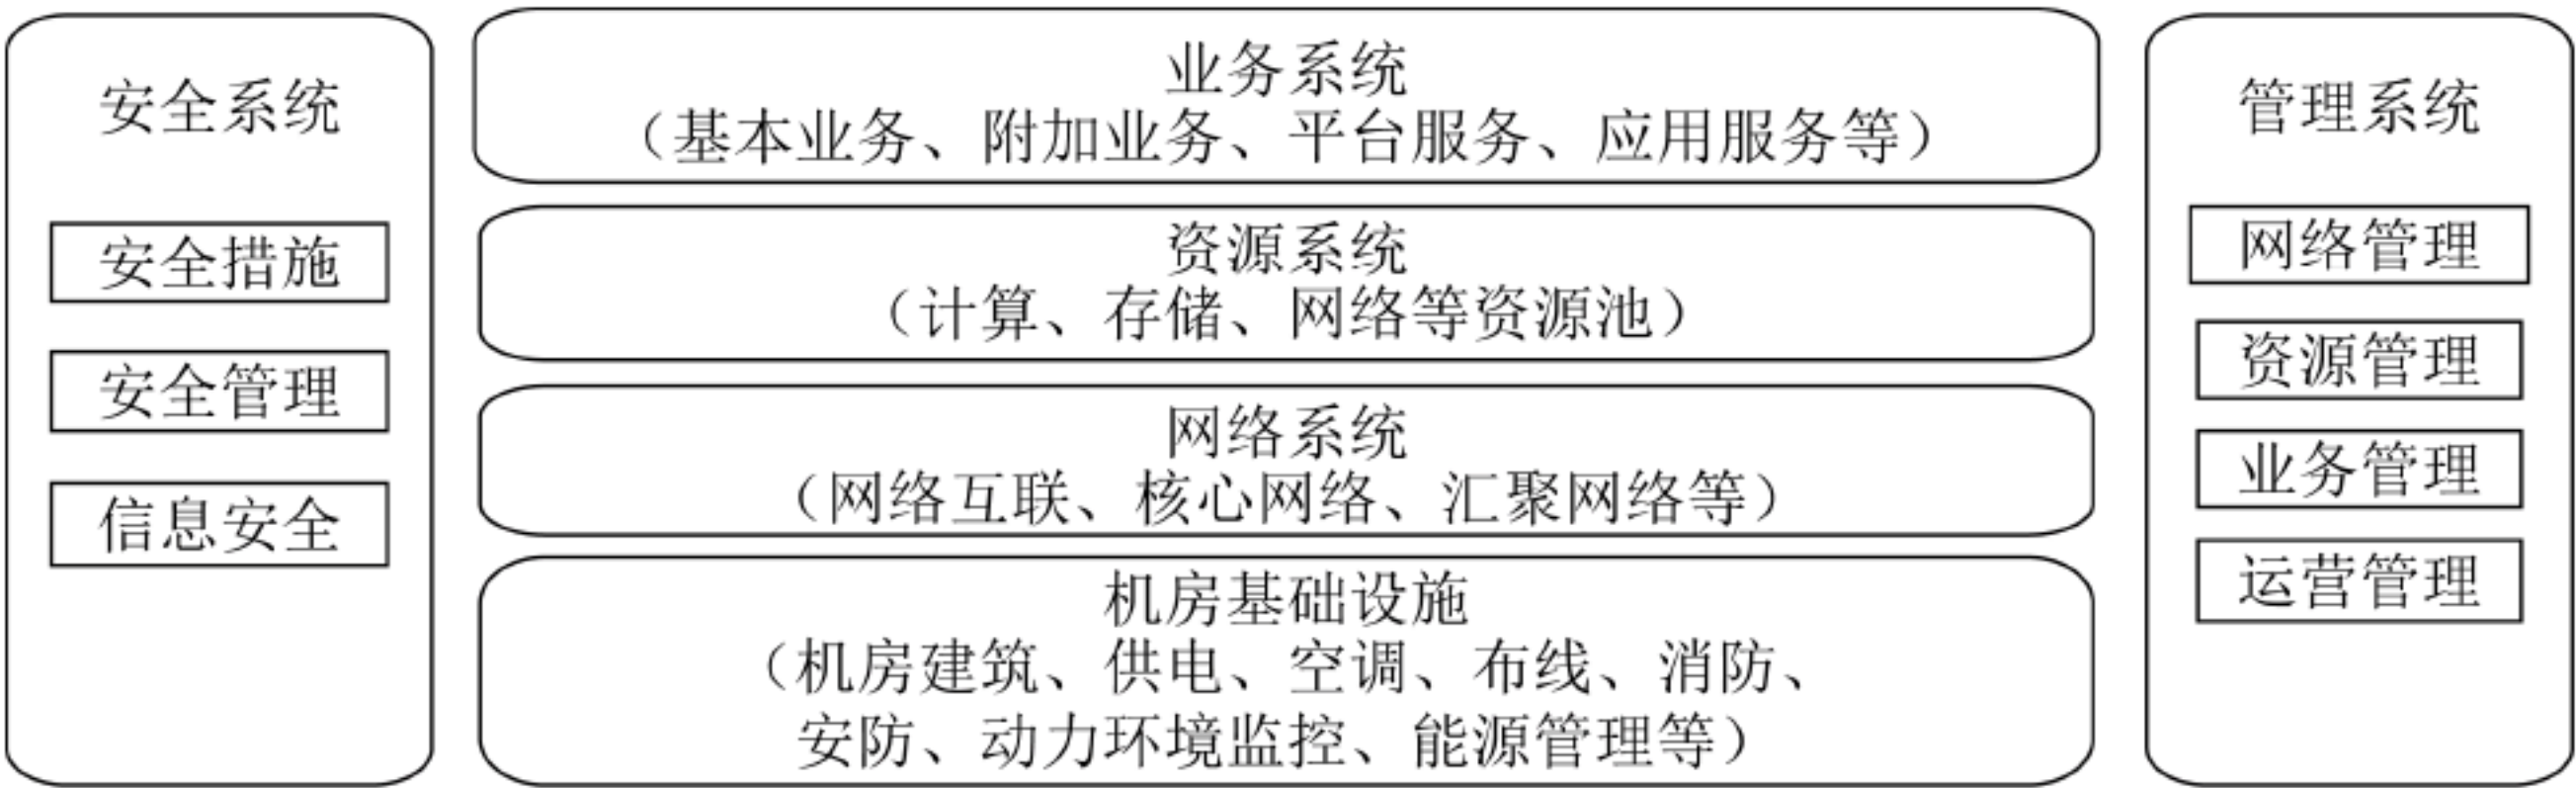 安全系统
安全措施
安全管理
信息安全
业务系统
（基本业务、附加业务、平台服务、应用服务等）
资源系统
（计算、存储、网络等资源池）
网络系统
（网络互联、核心网络、汇聚网络等）
机房基础设施
（机房建筑、供电、空调、布线、消防、
安防、动力环境监控、能源管理等）
管理系统
网络管理
资源管理
业务管理
运营管理